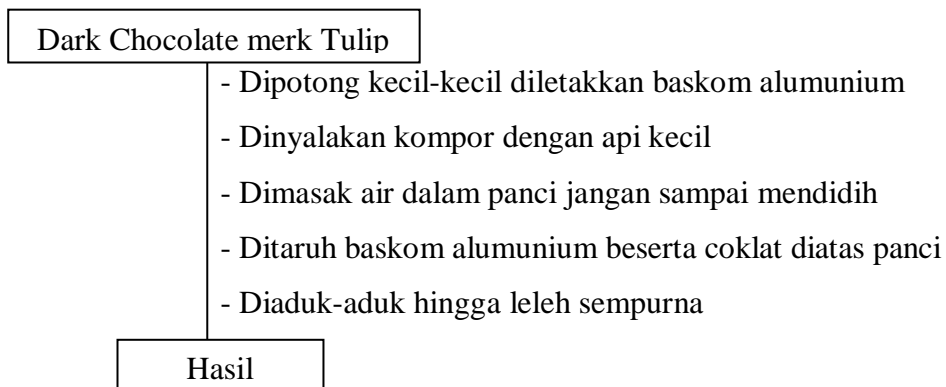 Dark Chocolate merk Tulip
- Dipotong kecil-kecil diletakkan baskom alumunium
- Dinyalakan kompor dengan api kecil
- Dimasak air dalam panci jangan sampai mendidih
- Ditaruh baskom alumunium beserta coklat diatas panci
- Diaduk-aduk hingga leleh sempurna
Hasil